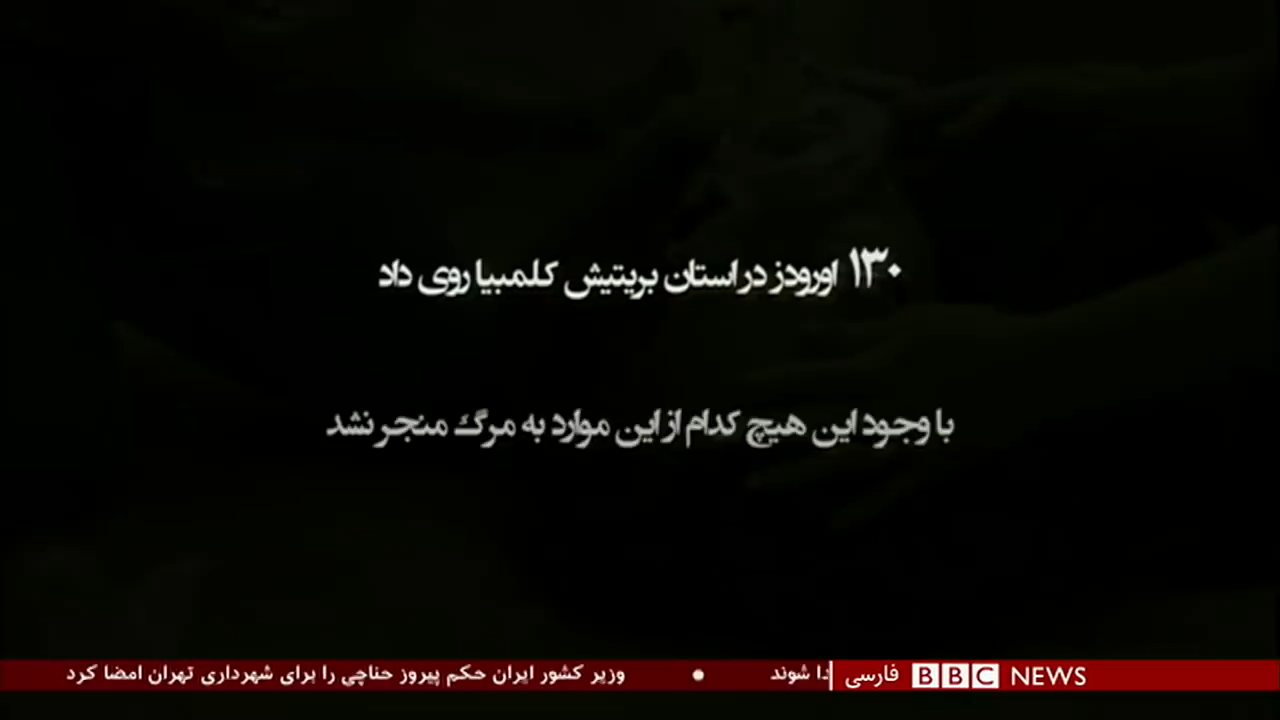 ۱۳۰ اوردوز در استان بریتیش کلمبیا روی داد
با وجود این هیچ کدام از این موارد به مرگ منجر نشد
دا شوند • وزیر کشور ایران حکم پیروز حناچی را برای شهرداری تهران امضا کرد
BBC NEWS فارسی